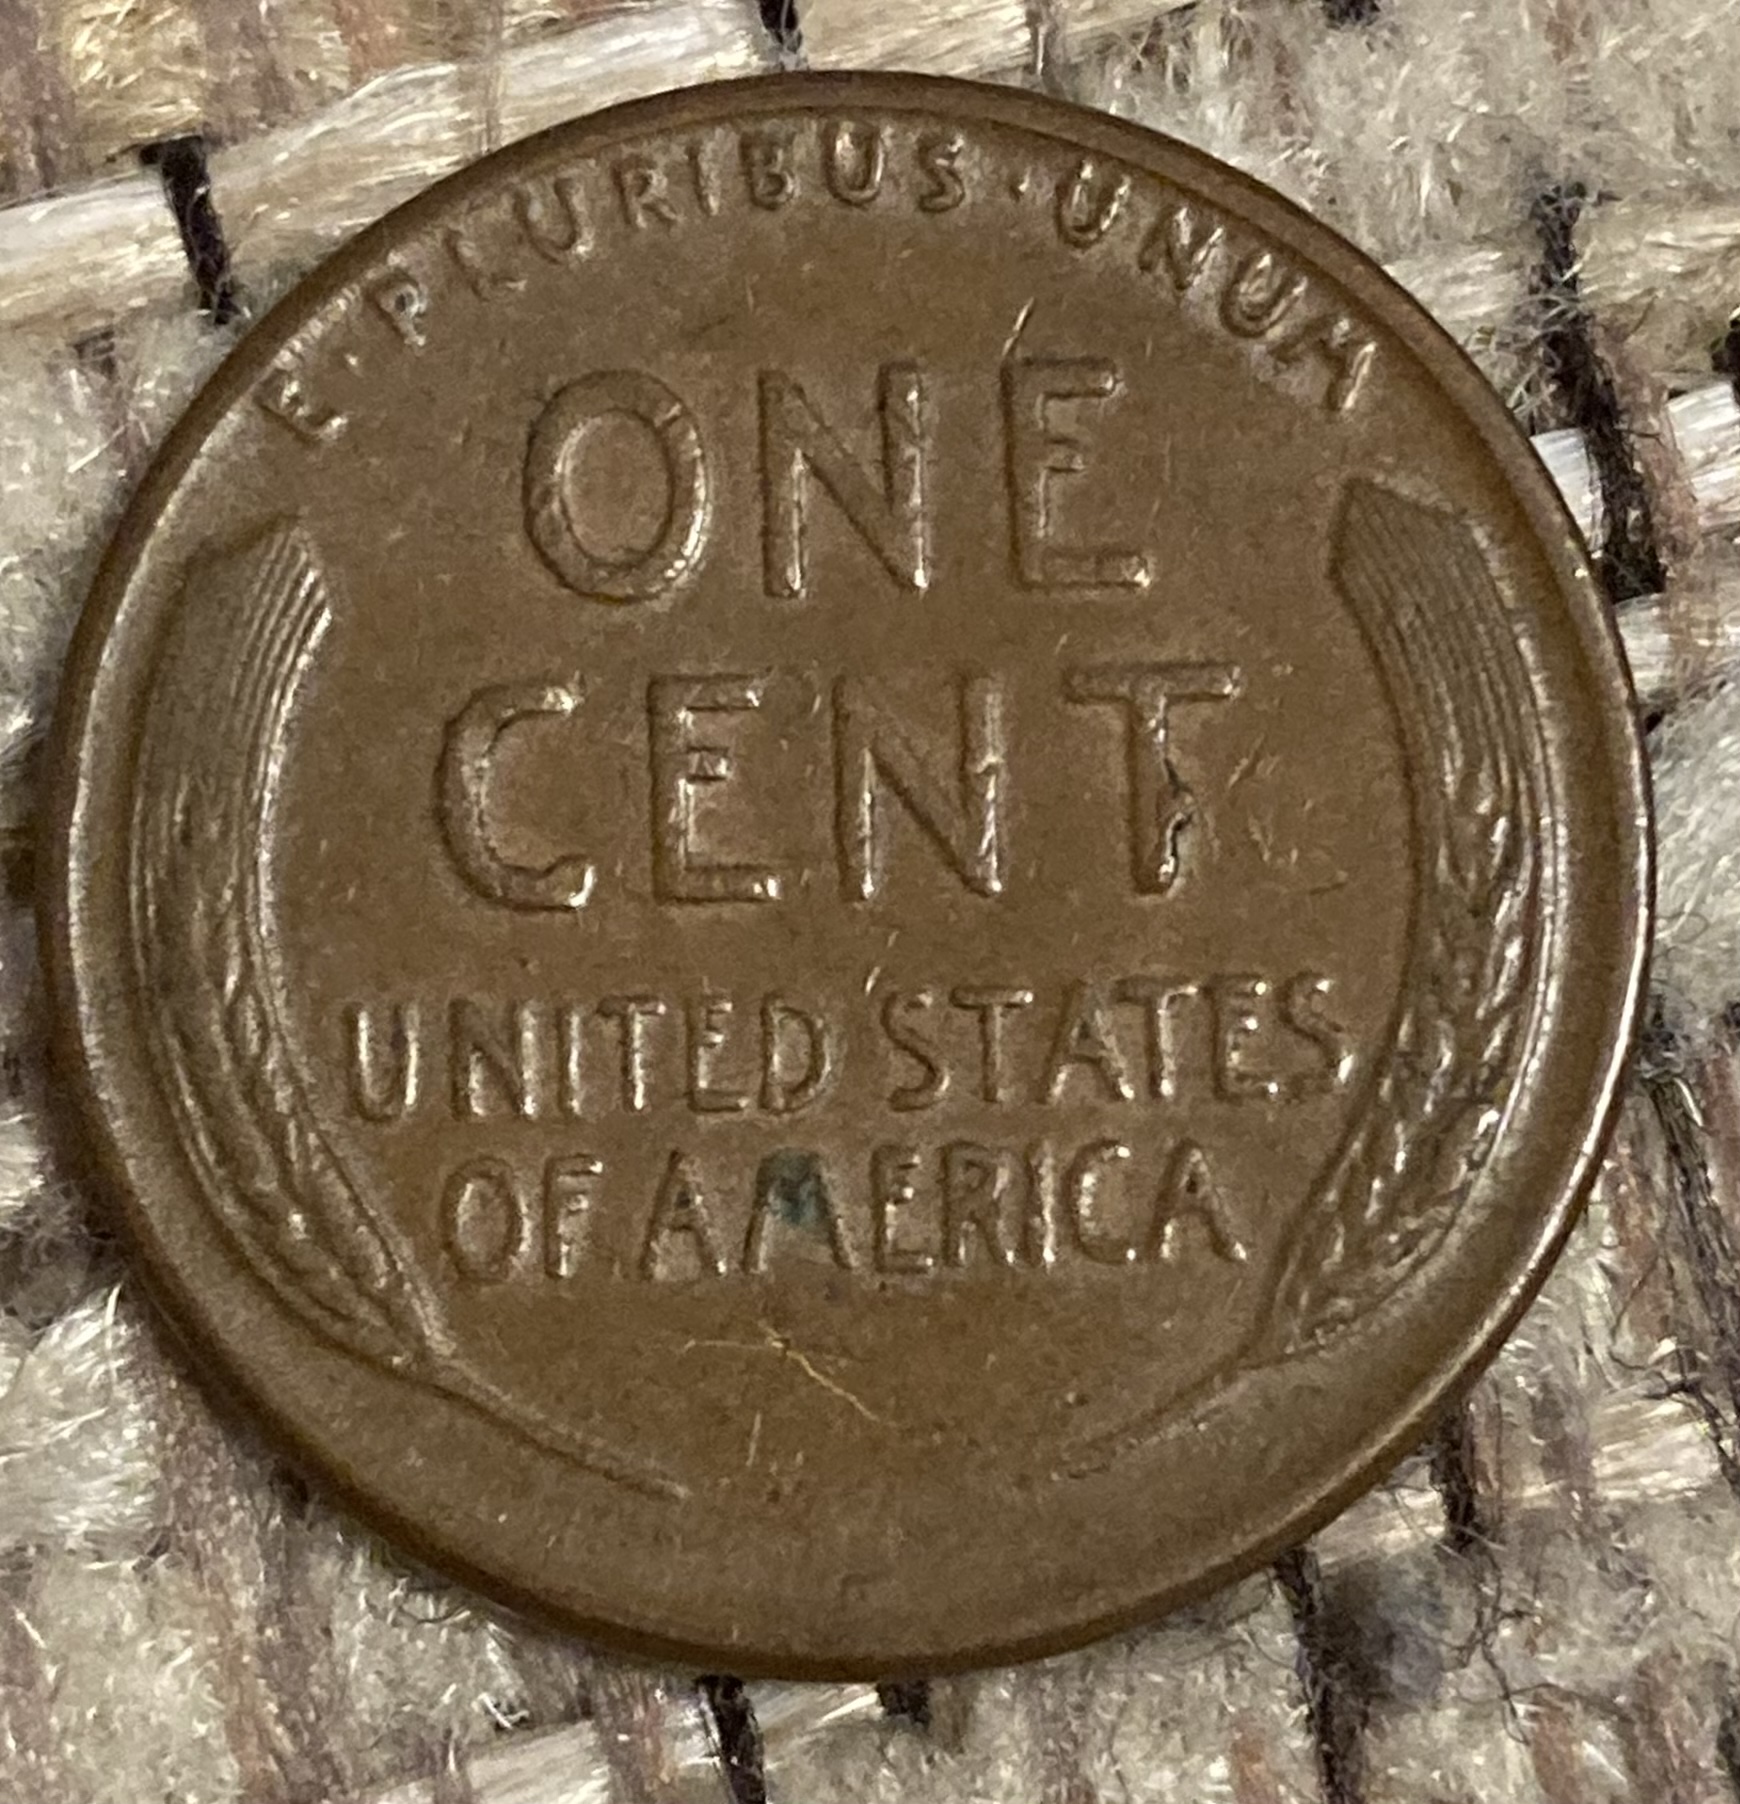 E·PLURIBUS·UNUM
ONE
CENT
UNITED STATES
OF AMERICA